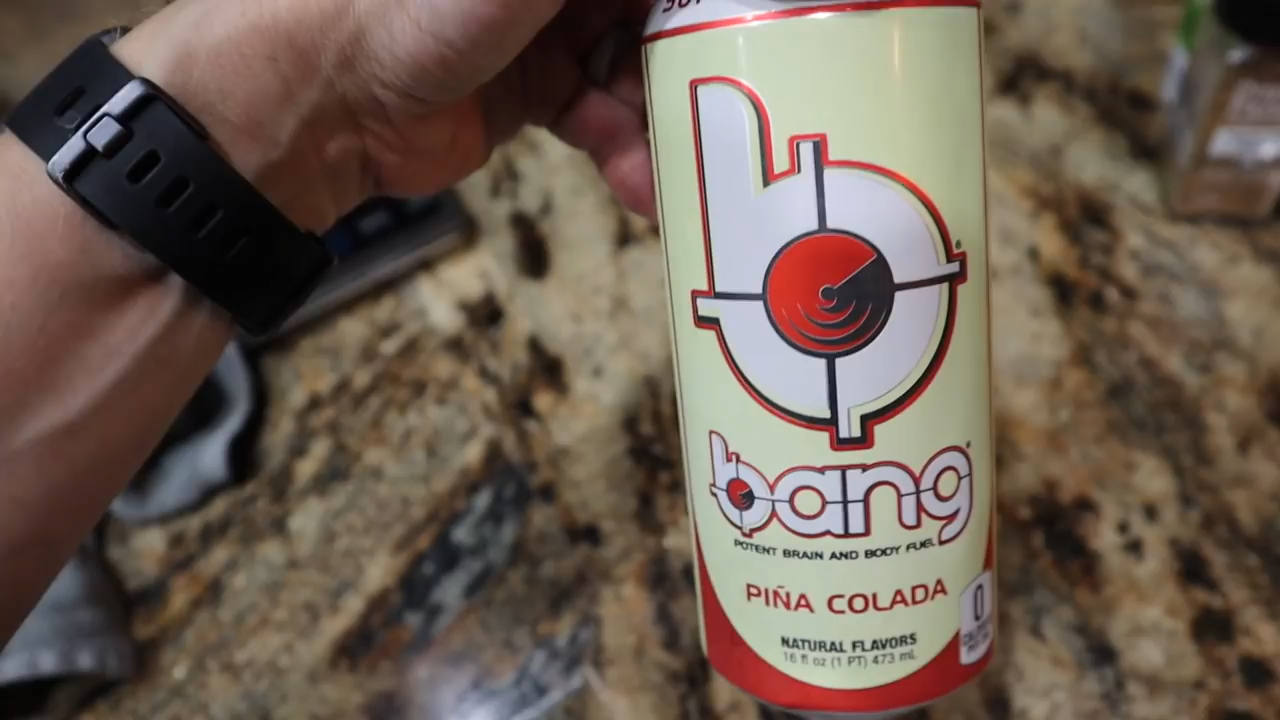 bang
POTENT BRAIN AND BODY FUEL
PIÑA COLADA
0
NATURAL FLAVORS
16 fl oz (1 PT) 473 mL